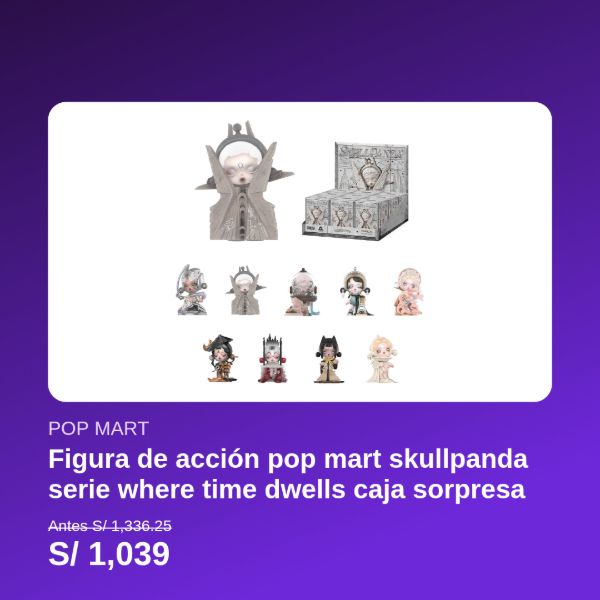 POP MART
Figura de acción pop mart skullpanda
serie where time dwells caja sorpresa
Antes S/ 1,336.25
S/ 1,039